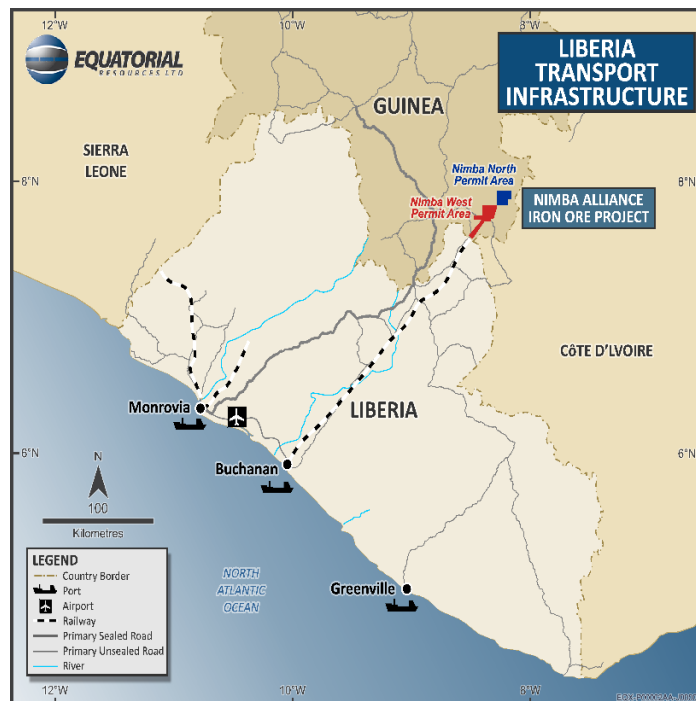 12°W
10°W
8°W
EQUATORIAL
RESOURCES LTD
LIBERIA
TRANSPORT
INFRASTRUCTURE
GUINEA
SIERRA
LEONE
8°N
8°N
Nimba North
Permit Area
Nimba West
Permit Area
NIMBA ALLIANCE
IRON ORE PROJECT
CôTE D'LVOIRE
Monrovia
LIBERIA
6°N
6°N
Buchanan
N
100
Kilometres
LEGEND
Country Border
Port
Airport
Railway
Primary Sealed Road
Primary Unsealed Road
River
NORTH
ATLANTIC
OCEAN
Greenville
12°W
10°W
8°W